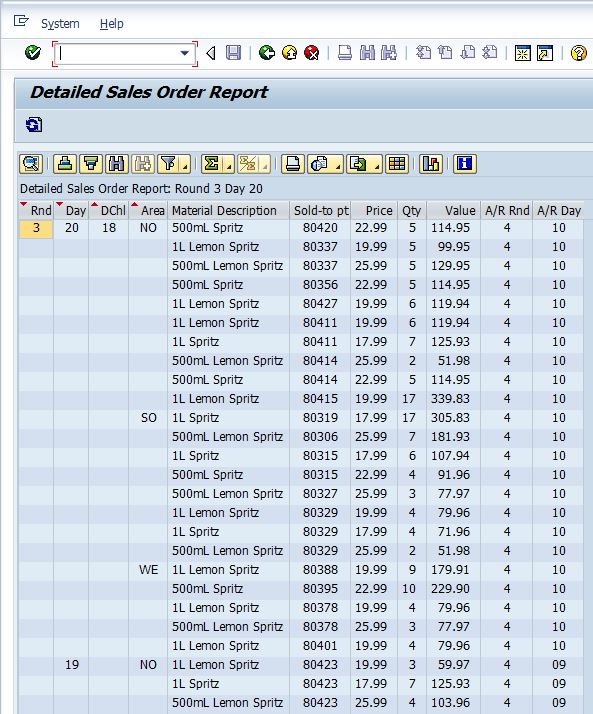 System Help
Detailed Sales Order Report
Detailed Sales Order Report: Round 3 Day 20
Rnd Day DChl Area Material Description Sold-to pt Price Qty Value A/R Rnd A/R Day
3 20 18 NO 500mL Spritz 80420 22.99 5 114.95 4 10
1L Lemon Spritz 80337 19.99 5 99.95 4 10
500mL Lemon Spritz 80337 25.99 5 129.95 4 10
500mL Spritz 80356 22.99 5 114.95 4 10
1L Lemon Spritz 80427 19.99 6 119.94 4 10
1L Lemon Spritz 80411 19.99 6 119.94 4 10
1L Spritz 80411 17.99 7 125.93 4 10
500mL Lemon Spritz 80414 25.99 2 51.98 4 10
500mL Spritz 80414 22.99 5 114.95 4 10
1L Lemon Spritz 80415 19.99 17 339.83 4 10
SO 1L Spritz 80319 17.99 17 305.83 4 10
500mL Lemon Spritz 80306 25.99 7 181.93 4 10
1L Spritz 80315 17.99 6 107.94 4 10
500mL Spritz 80315 22.99 4 91.96 4 10
500mL Lemon Spritz 80327 25.99 3 77.97 4 10
1L Lemon Spritz 80329 19.99 4 79.96 4 10
1L Spritz 80329 17.99 4 71.96 4 10
500mL Lemon Spritz 80329 25.99 2 51.98 4 10
WE 1L Lemon Spritz 80388 19.99 9 179.91 4 10
500mL Spritz 80395 22.99 10 229.90 4 10
1L Lemon Spritz 80378 19.99 4 79.96 4 10
500mL Lemon Spritz 80378 25.99 3 77.97 4 10
1L Lemon Spritz 80401 19.99 4 79.96 4 10
19 NO 1L Lemon Spritz 80423 19.99 3 59.97 4 09
1L Spritz 80423 17.99 7 125.93 4 09
500mL Lemon Spritz 80423 25.99 4 103.96 4 09